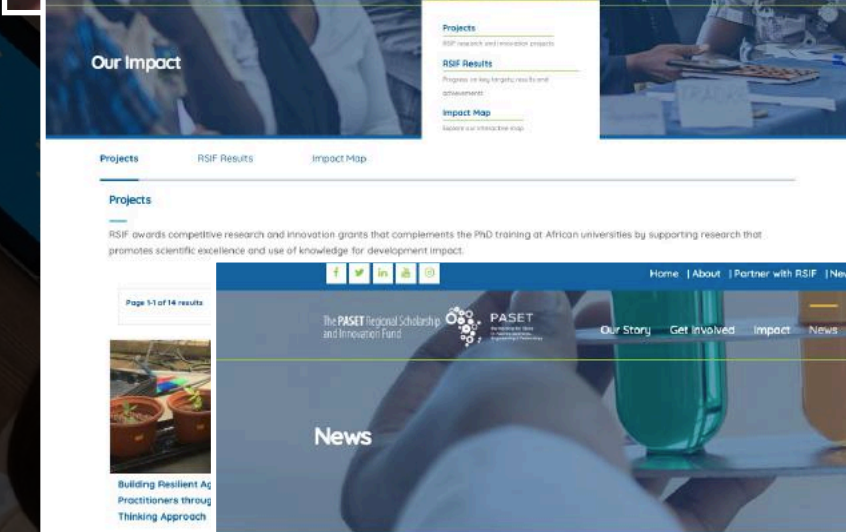 Our Impact
Projects
RSIF research and innovation projects
RSIF Results
Progress on key targets, results and
achievements
Impact Map
Explore our interactive map
Projects
RSIF Results
Impact Map
Projects
RSIF awards competitive research and innovation grants that complements the PhD training at African universities by supporting research that
promotes scientific excellence and use of knowledge for development impact.
Page 1-1 of 14 results
Home | About | Partner with RSIF | New
The PASET Regional Scholarship
and Innovation Fund
PASET
Our Story
Get Involved
Impact
News
News
Building Resilient Ag
Practitioners throug
Thinking Approach